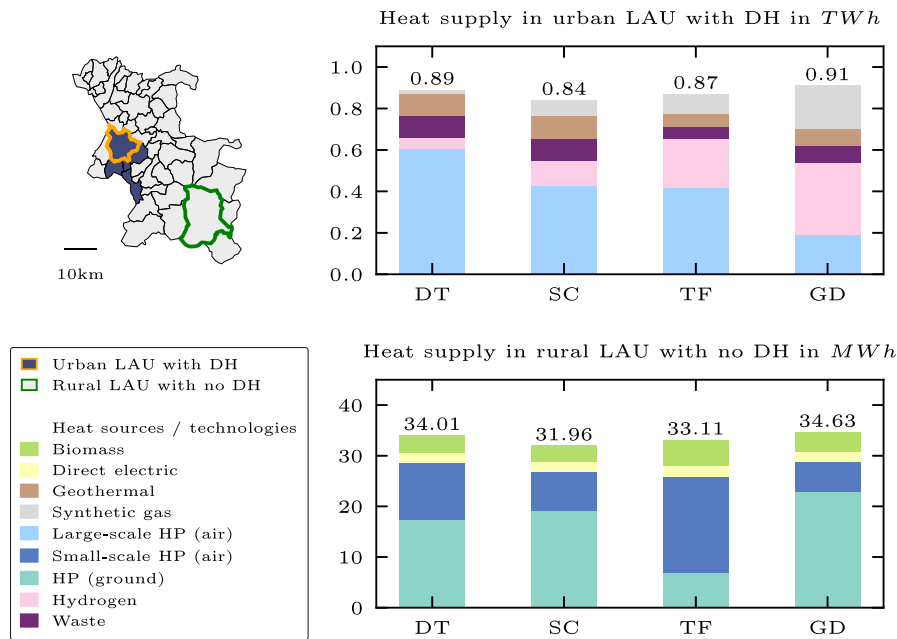 Heat supply in urban LAU with DH in TWh
1.0
0.8
0.6
0.4
0.2
0.0
0.89
0.84
0.87
0.91
DT
SC
TF
GD
10km
Urban LAU with DH
Rural LAU with no DH
Heat sources / technologies
Biomass
Direct electric
Geothermal
Synthetic gas
Large-scale HP (air)
Small-scale HP (air)
HP (ground)
Hydrogen
Waste
Heat supply in rural LAU with no DH in MWh
40
30
20
10
0
34.01
31.96
33.11
34.63
DT
SC
TF
GD